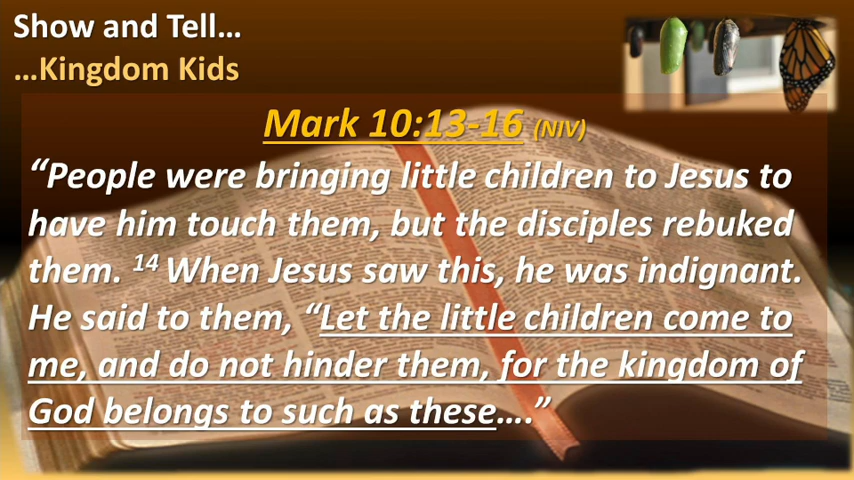 Show and Tell…
…Kingdom Kids
Mark 10:13-16 (NIV)
“People were bringing little children to Jesus to
have him touch them, but the disciples rebuked
them. 14 When Jesus saw this, he was indignant.
He said to them, “Let the little children come to
me, and do not hinder them, for the kingdom of
God belongs to such as these….”